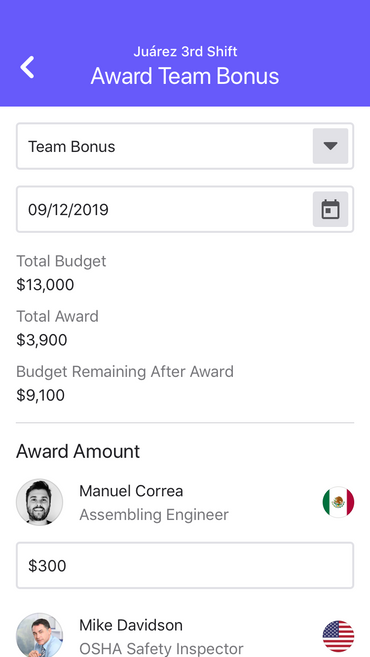 Juárez 3rd Shift
Award Team Bonus
Team Bonus
09/12/2019
Total Budget
$13,000
Total Award
$3,900
Budget Remaining After Award
$9,100
Award Amount
Manuel Correa
Assembling Engineer
$300
Mike Davidson
OSHA Safety Inspector